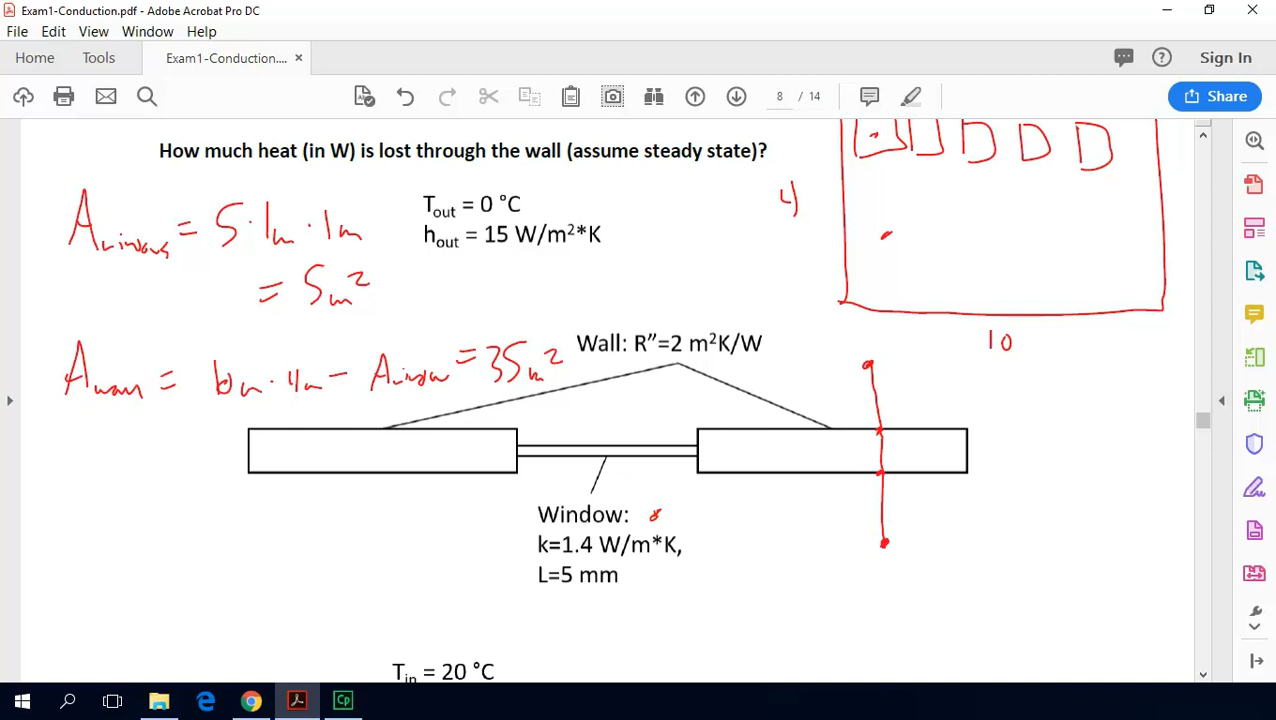 Exam1-Conduction.pdf - Adobe Acrobat Pro DC
File Edit View Window Help
Home Tools Exam1-Conduction.... × Sign In
8 / 14 Share
How much heat (in W) is lost through the wall (assume steady state)?
T_out = 0 °C
h_out = 15 W/m²*K
A_windows = 5 · 1m · 1m
= 5m²
4
10
Wall: R”=2 m²K/W
A_wall = 10m · 4m - A_window = 35m²
Window:
k=1.4 W/m*K,
L=5 mm
T_in = 20 °C